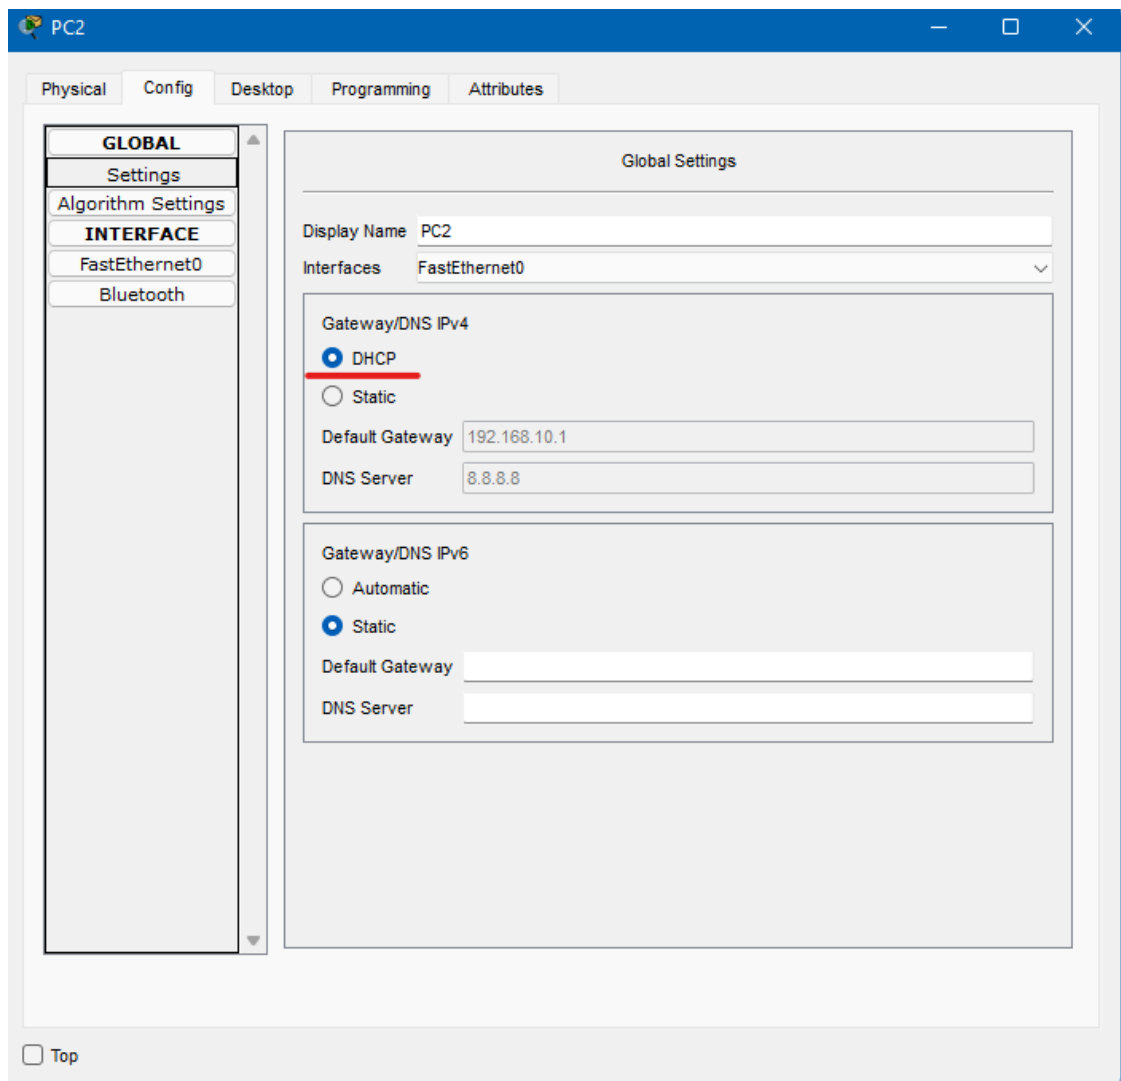 PC2
Physical Config Desktop Programming Attributes
GLOBAL
Settings
Algorithm Settings
INTERFACE
FastEthernet0
Bluetooth
Global Settings
Display Name PC2
Interfaces FastEthernet0
Gateway/DNS IPv4
DHCP
Static
Default Gateway 192.168.10.1
DNS Server 8.8.8.8
Gateway/DNS IPv6
Automatic
Static
Default Gateway
DNS Server
Top